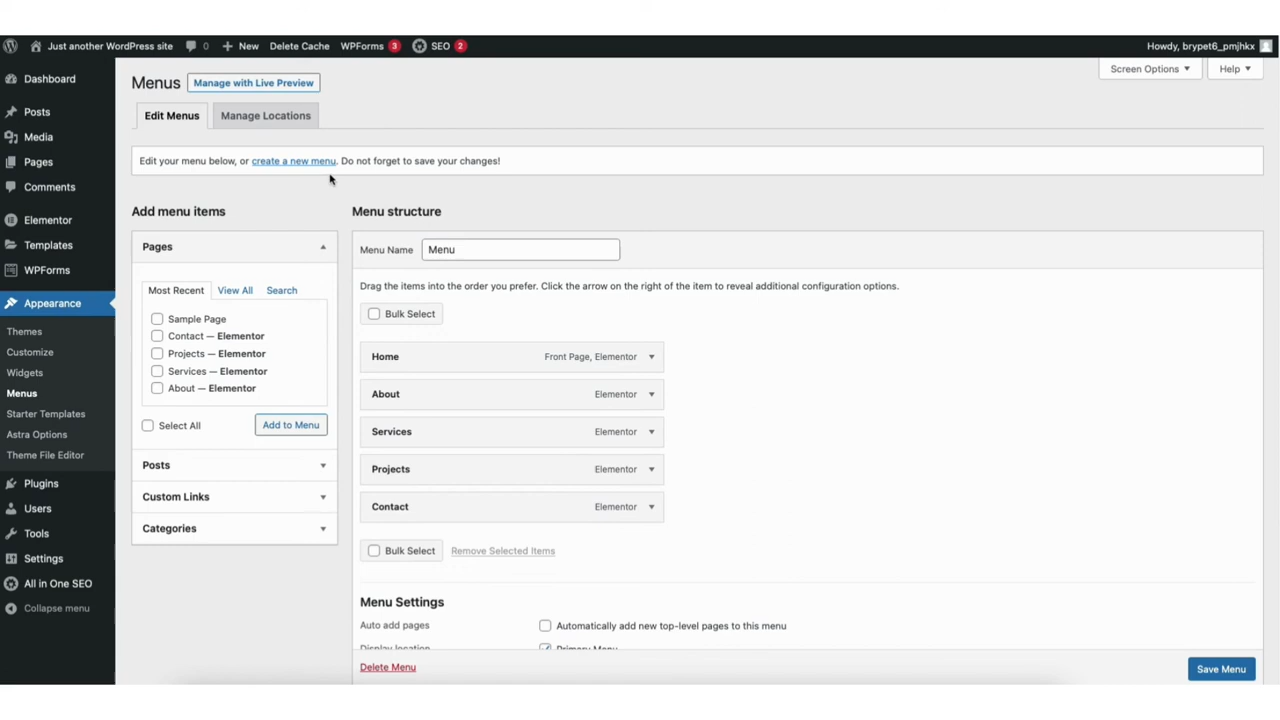 Just another WordPress site 0 New Delete Cache WPForms 3 SEO 2 Howdy, brypet6_pmjhkx
Dashboard
Posts
Media
Pages
Comments
Elementor
Templates
WPForms
Appearance
Themes
Customize
Widgets
Menus
Starter Templates
Astra Options
Theme File Editor
Plugins
Users
Tools
Settings
All in One SEO
Collapse menu
Screen Options Help
Menus Manage with Live Preview
Edit Menus Manage Locations
Edit your menu below, or create a new menu. Do not forget to save your changes!
Add menu items
Pages
Most Recent View All Search
Sample Page
Contact — Elementor
Projects — Elementor
Services — Elementor
About — Elementor
Select All Add to Menu
Posts
Custom Links
Categories
Menu structure
Menu Name Menu
Drag the items into the order you prefer. Click the arrow on the right of the item to reveal additional configuration options.
Bulk Select
Home Front Page, Elementor
About Elementor
Services Elementor
Projects Elementor
Contact Elementor
Bulk Select Remove Selected Items
Menu Settings
Auto add pages Automatically add new top-level pages to this menu
Display location Primary Menu
Delete Menu Save Menu